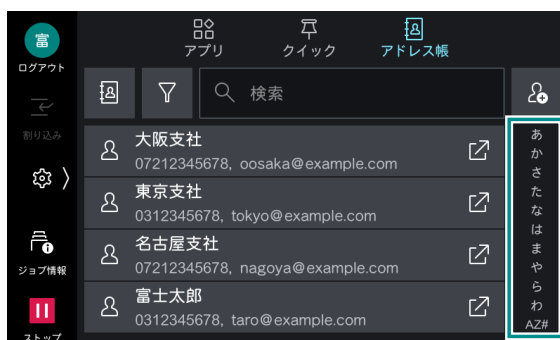 富
ログアウト
アプリ
クイック
アドレス帳
割り込み
検索
大阪支社
07212345678, oosaka@example.com
東京支社
0312345678, tokyo@example.com
名古屋支社
07212345678, nagoya@example.com
富士太郎
0312345678, taro@example.com
ジョブ情報
ストップ
あ
か
さ
た
な
は
ま
や
ら
わ
AZ#